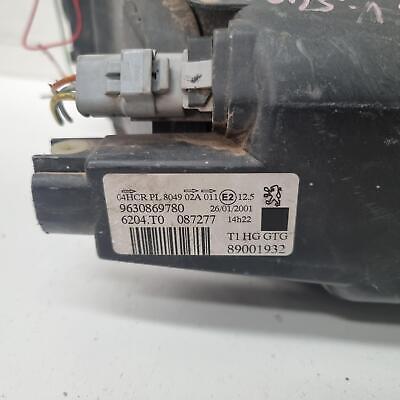 04HCR PL 8049 02A 011 E2 12.5
9630869780 26/01/2001
6204.T0 087277 14h22
T1 HG GTG
89001932